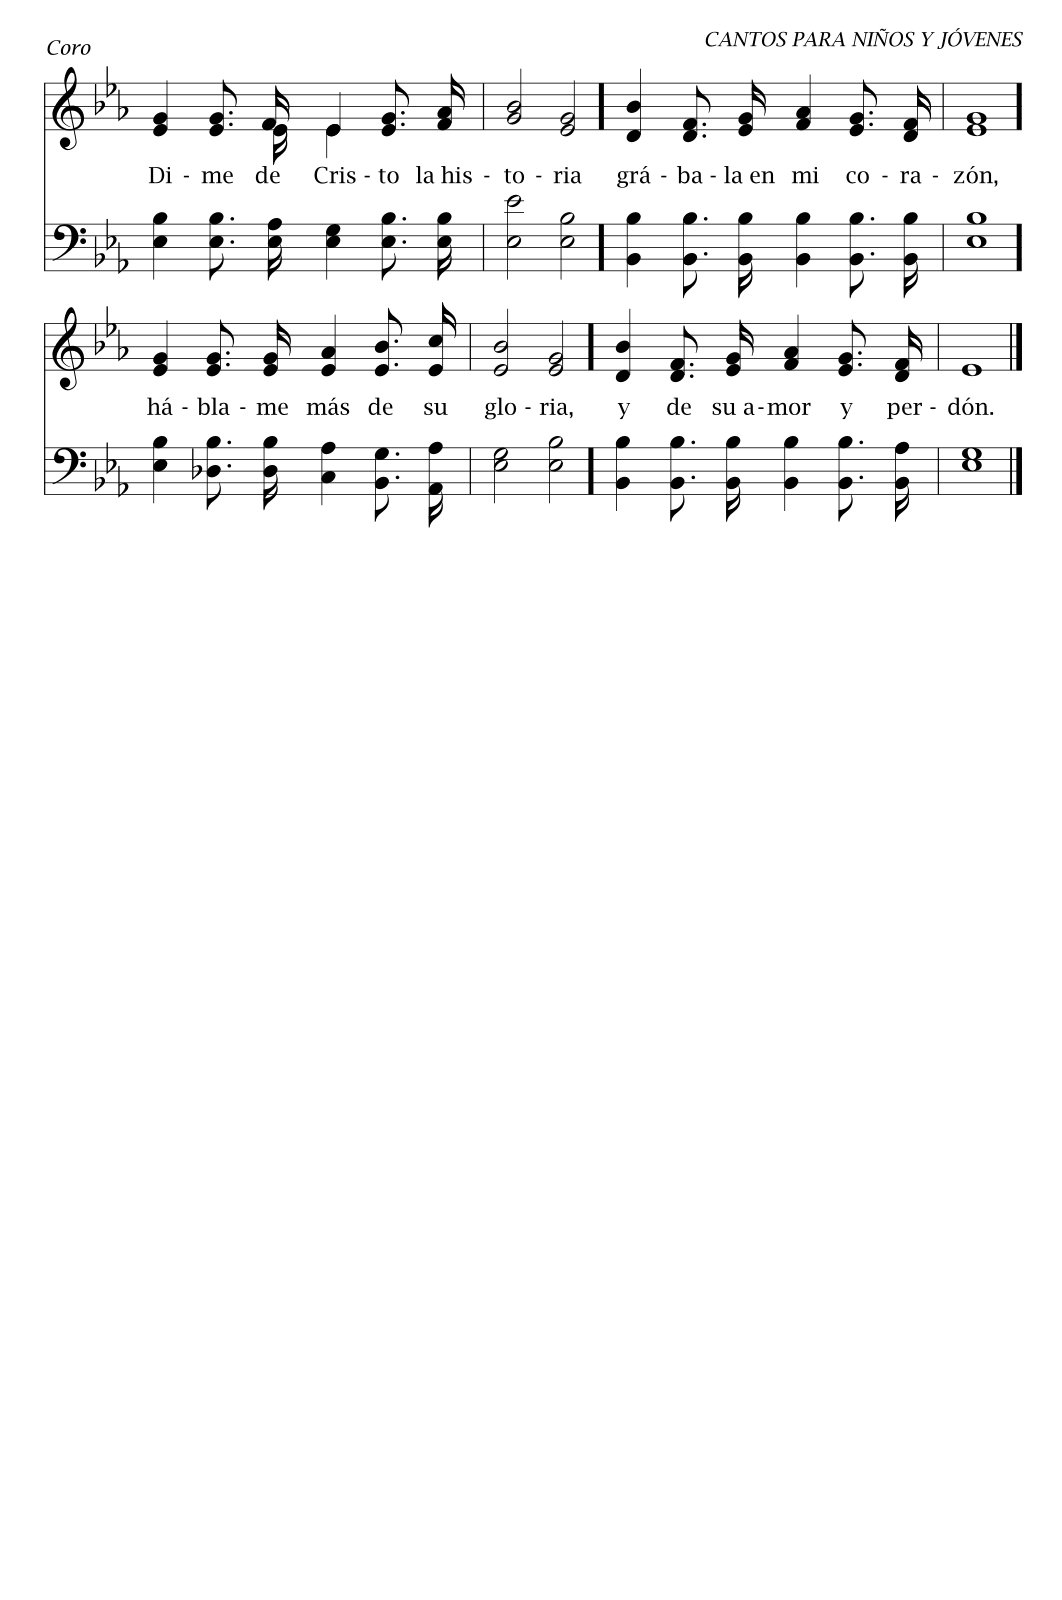 Coro
CANTOS PARA NIÑOS Y JÓVENES
Di - me de Cris - to la his - to - ria grá - ba - la en mi co - ra - zón,
há - bla - me más de su glo - ria, y de su a - mor y per - dón.